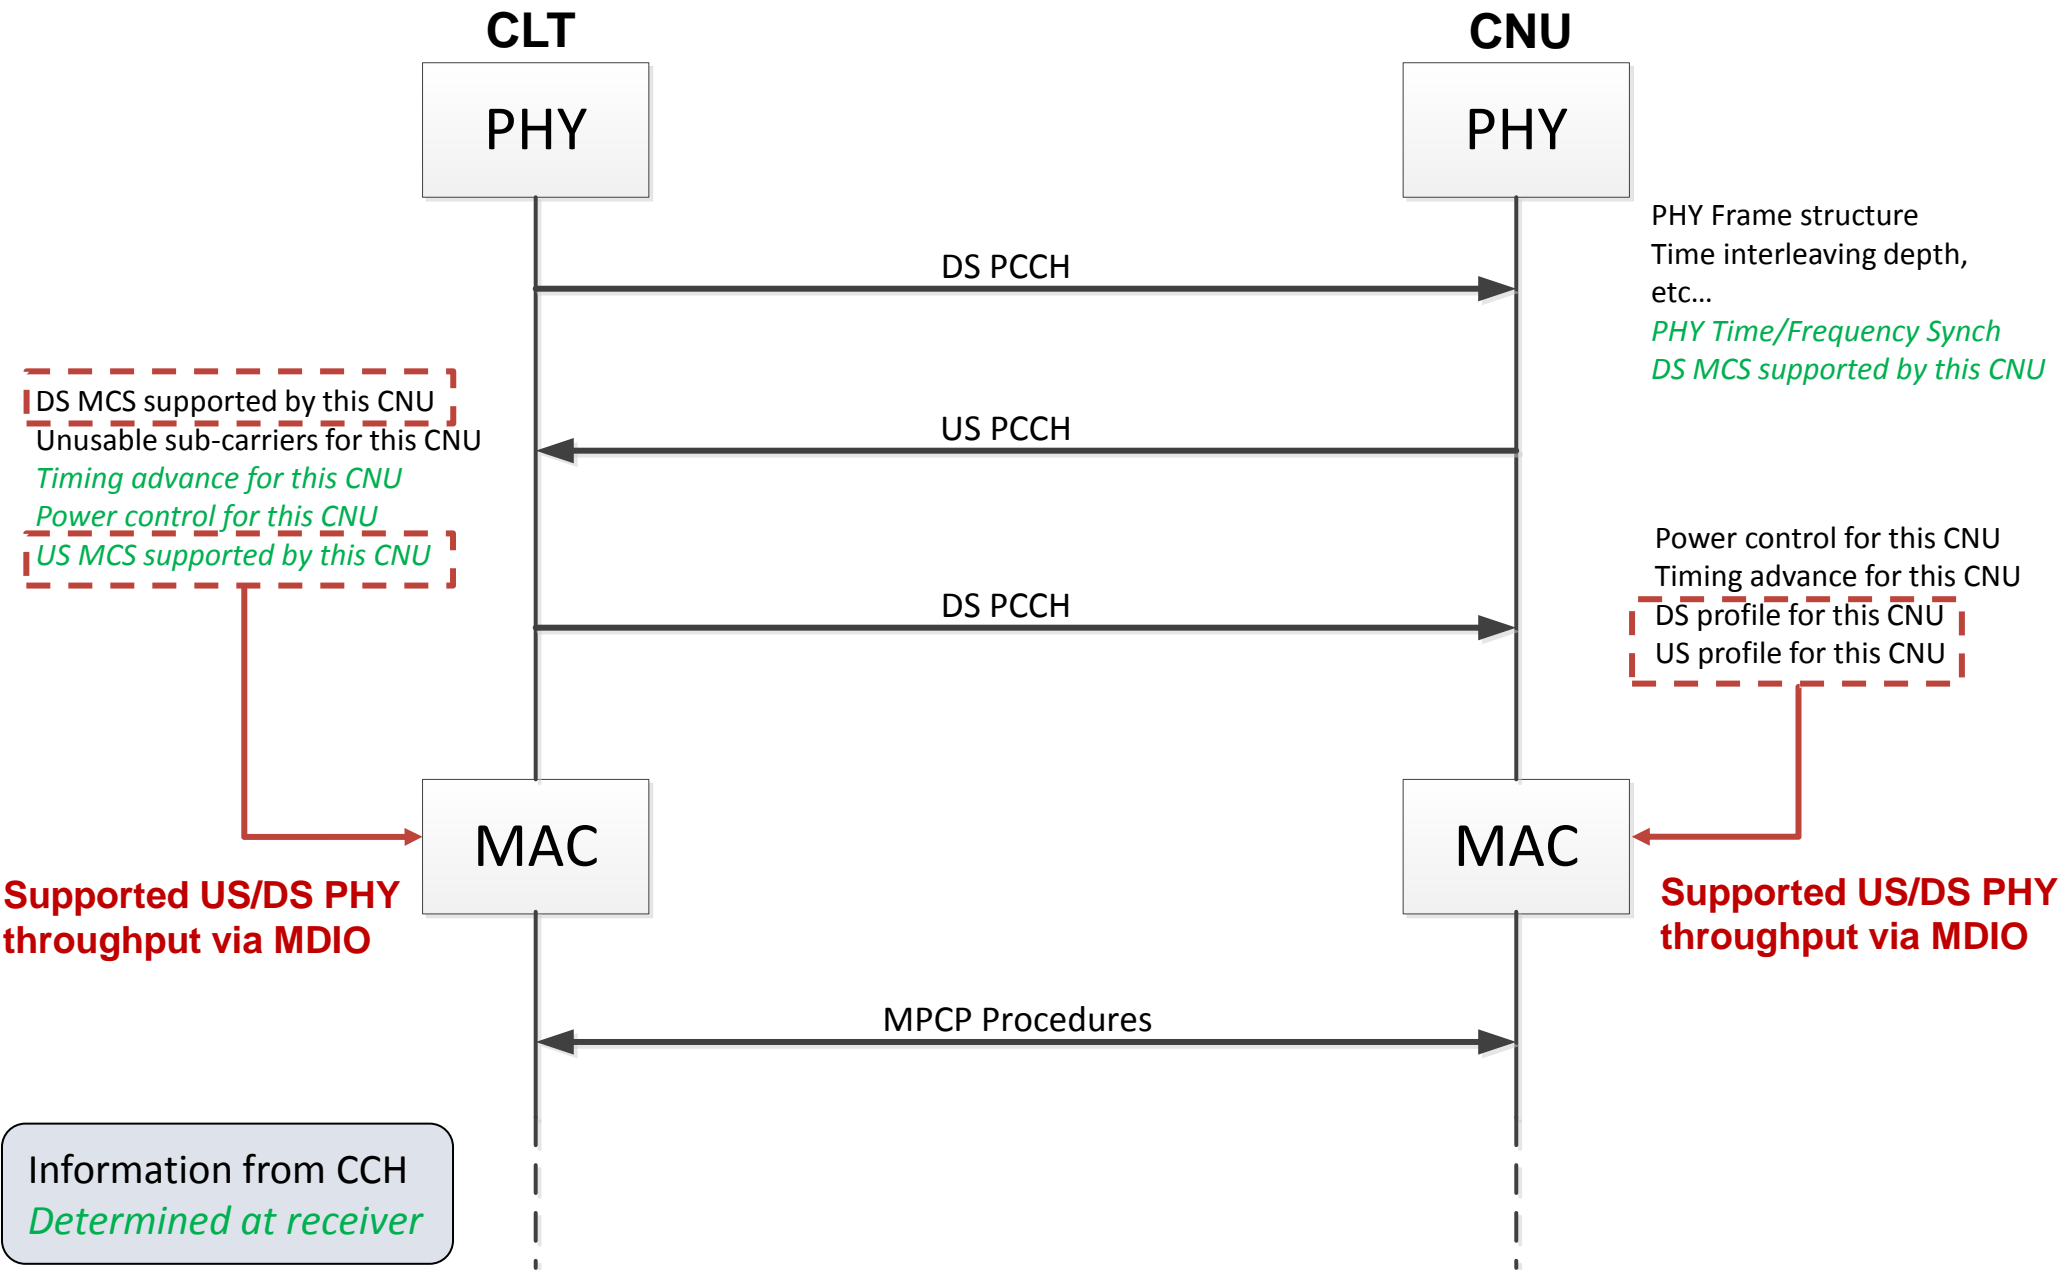 CLT
CNU
PHY
PHY
PHY Frame structure
Time interleaving depth,
etc...
PHY Time/Frequency Synch
DS MCS supported by this CNU
DS PCCH
DS MCS supported by this CNU
Unusable sub-carriers for this CNU
Timing advance for this CNU
Power control for this CNU
US MCS supported by this CNU
US PCCH
Power control for this CNU
Timing advance for this CNU
DS profile for this CNU
US profile for this CNU
DS PCCH
MAC
MAC
Supported US/DS PHY
throughput via MDIO
Supported US/DS PHY
throughput via MDIO
MPCP Procedures
Information from CCH
Determined at receiver